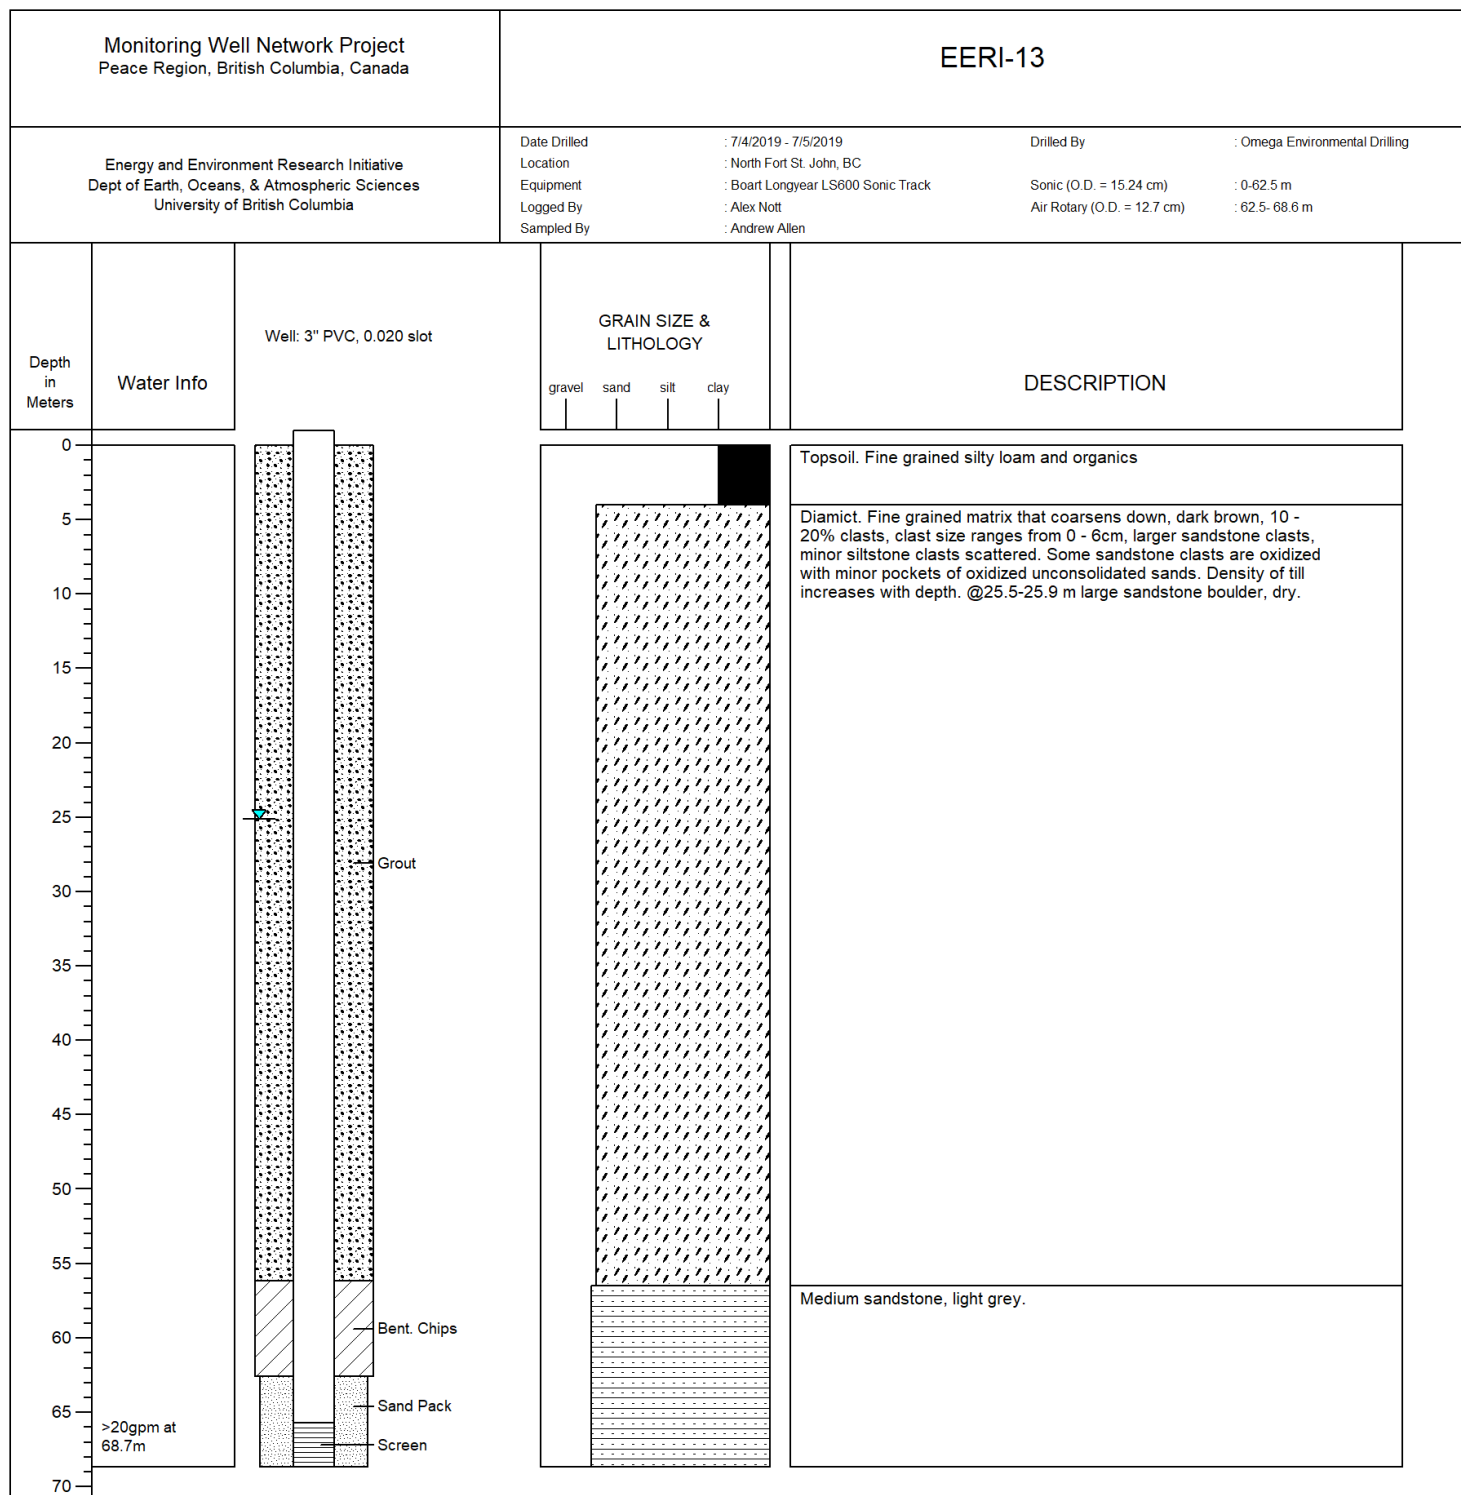 Monitoring Well Network Project
Peace Region, British Columbia, Canada
EERI-13
Energy and Environment Research Initiative
Dept of Earth, Oceans, & Atmospheric Sciences
University of British Columbia
Date Drilled : 7/4/2019 - 7/5/2019 Drilled By : Omega Environmental Drilling
Location : North Fort St. John, BC
Equipment : Boart Longyear LS600 Sonic Track Sonic (O.D. = 15.24 cm) : 0-62.5 m
Logged By : Alex Nott Air Rotary (O.D. = 12.7 cm) : 62.5- 68.6 m
Sampled By : Andrew Allen
Depth
in
Meters
Water Info
Well: 3" PVC, 0.020 slot
GRAIN SIZE &
LITHOLOGY
gravel sand silt clay
DESCRIPTION
0
5
10
15
20
25
30
35
40
45
50
55
60
65
70
>20gpm at
68.7m
Grout
Bent. Chips
Sand Pack
Screen
Topsoil. Fine grained silty loam and organics
Diamict. Fine grained matrix that coarsens down, dark brown, 10 -
20% clasts, clast size ranges from 0 - 6cm, larger sandstone clasts,
minor siltstone clasts scattered. Some sandstone clasts are oxidized
with minor pockets of oxidized unconsolidated sands. Density of till
increases with depth. @25.5-25.9 m large sandstone boulder, dry.
Medium sandstone, light grey.